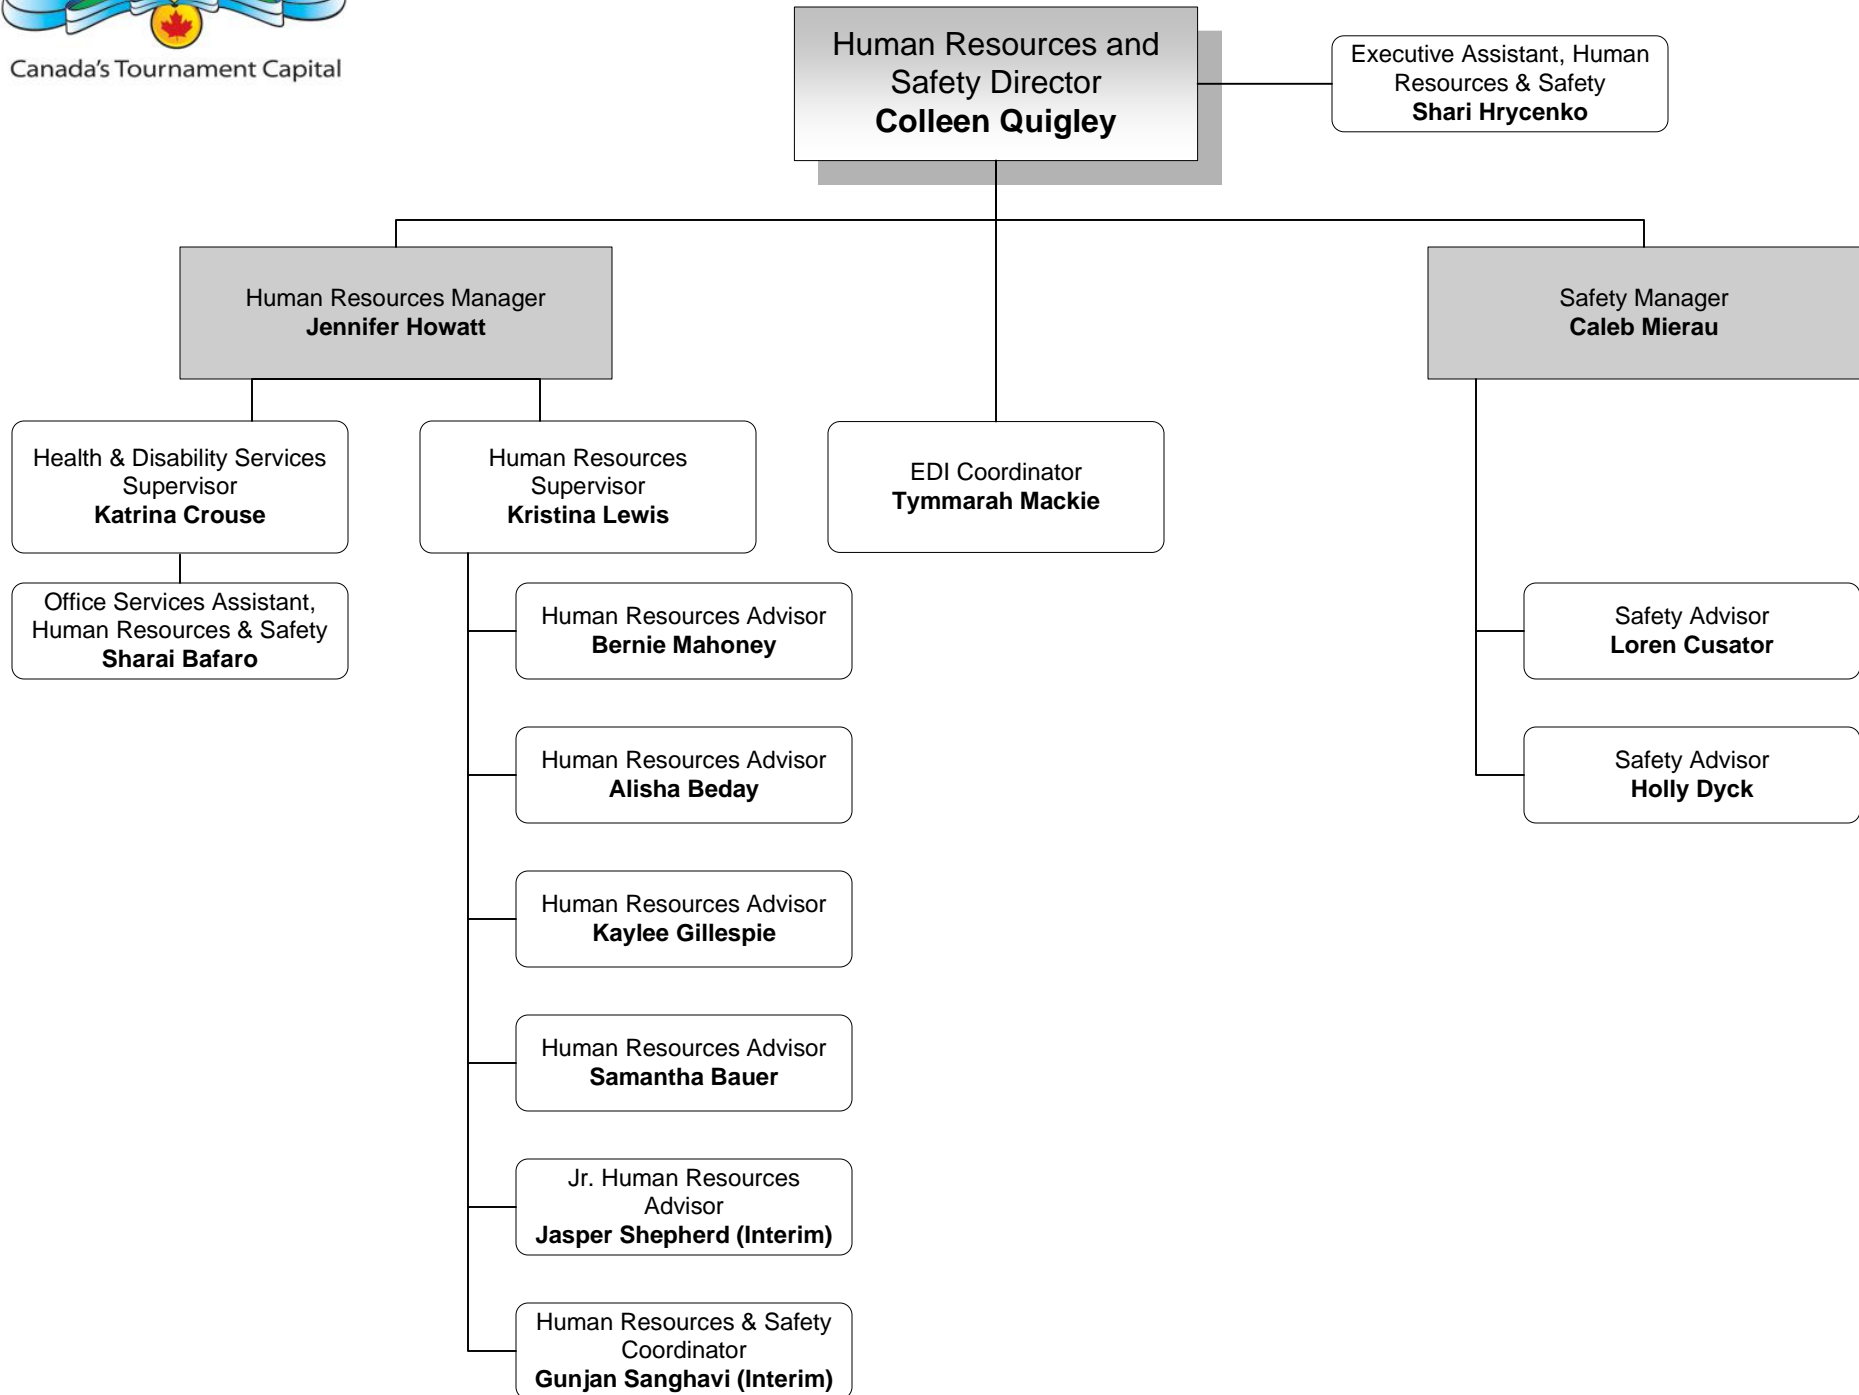 Canada's Tournament Capital
Human Resources and
Safety Director
Colleen Quigley
Executive Assistant, Human
Resources & Safety
Shari Hrycenko
Human Resources Manager
Jennifer Howatt
Safety Manager
Caleb Mierau
Health & Disability Services
Supervisor
Katrina Crouse
Human Resources
Supervisor
Kristina Lewis
EDI Coordinator
Tymmarah Mackie
Office Services Assistant,
Human Resources & Safety
Sharai Bafaro
Human Resources Advisor
Bernie Mahoney
Safety Advisor
Loren Cusator
Human Resources Advisor
Alisha Beday
Safety Advisor
Holly Dyck
Human Resources Advisor
Kaylee Gillespie
Human Resources Advisor
Samantha Bauer
Jr. Human Resources
Advisor
Jasper Shepherd (Interim)
Human Resources & Safety
Coordinator
Gunjan Sanghavi (Interim)